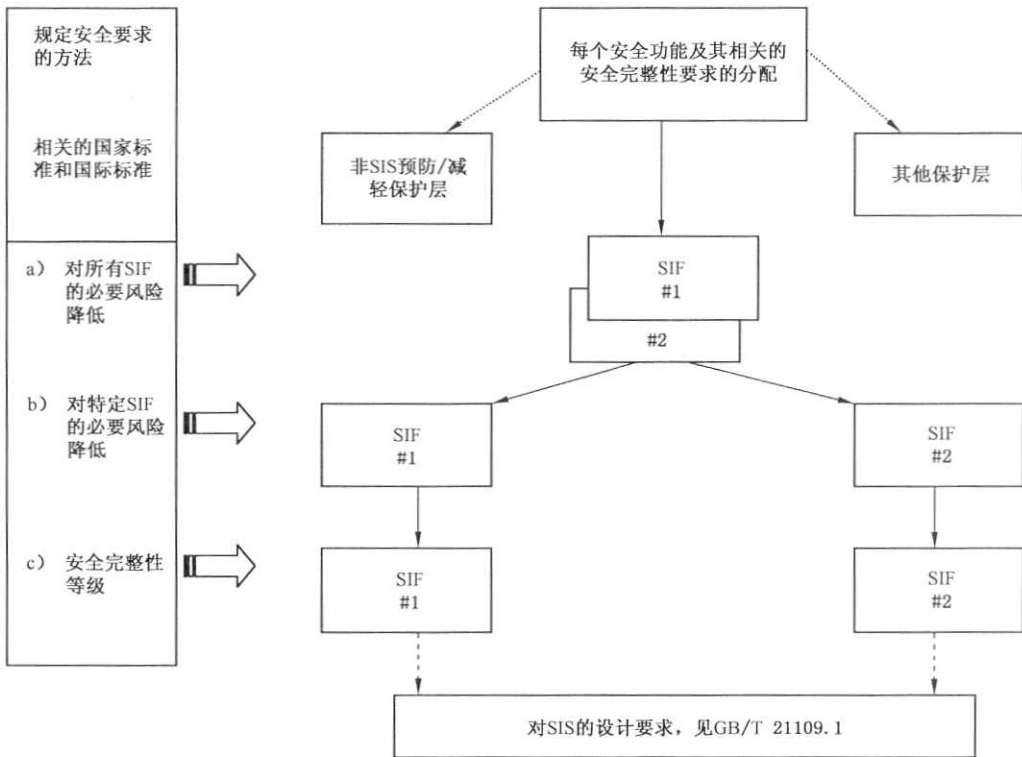 规定安全要求
的方法
相关的国家标
准和国际标准
a） 对所有SIF
的必要风险
降低
b） 对特定SIF
的必要风险
降低
c） 安全完整性
等级
每个安全功能及其相关的
安全完整性要求的分配
非SIS预防/减
轻保护层
其他保护层
SIF
#1
#2
SIF
#1
SIF
#2
SIF
#1
SIF
#2
对SIS的设计要求，见GB/T 21109.1